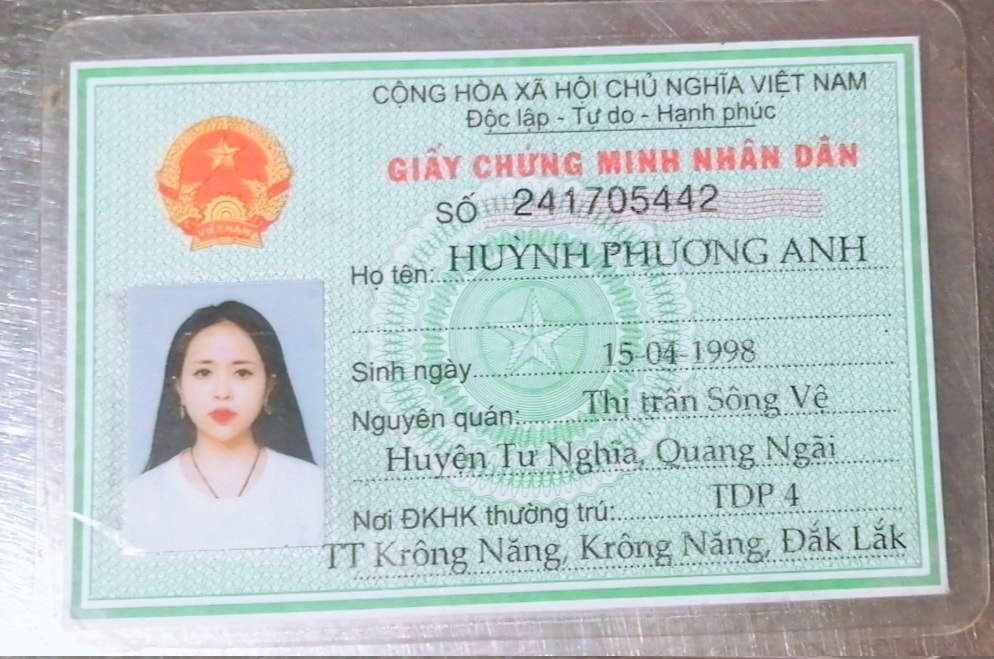 CỘNG HÒA XÃ HỘI CHỦ NGHĨA VIỆT NAM
Độc lập - Tự do - Hạnh phúc
GIẤY CHỨNG MINH NHÂN DÂN
SỐ 241705442
Họ tên: HUỲNH PHƯƠNG ANH
Sinh ngày 15-04-1998
Nguyên quán: Thị trấn Sông Vệ
Huyện Tư Nghĩa, Quảng Ngãi
Nơi ĐKHK thường trú: TDP 4
TT Krông Năng, Krông Năng, Đắk Lắk
VIỆT NAM